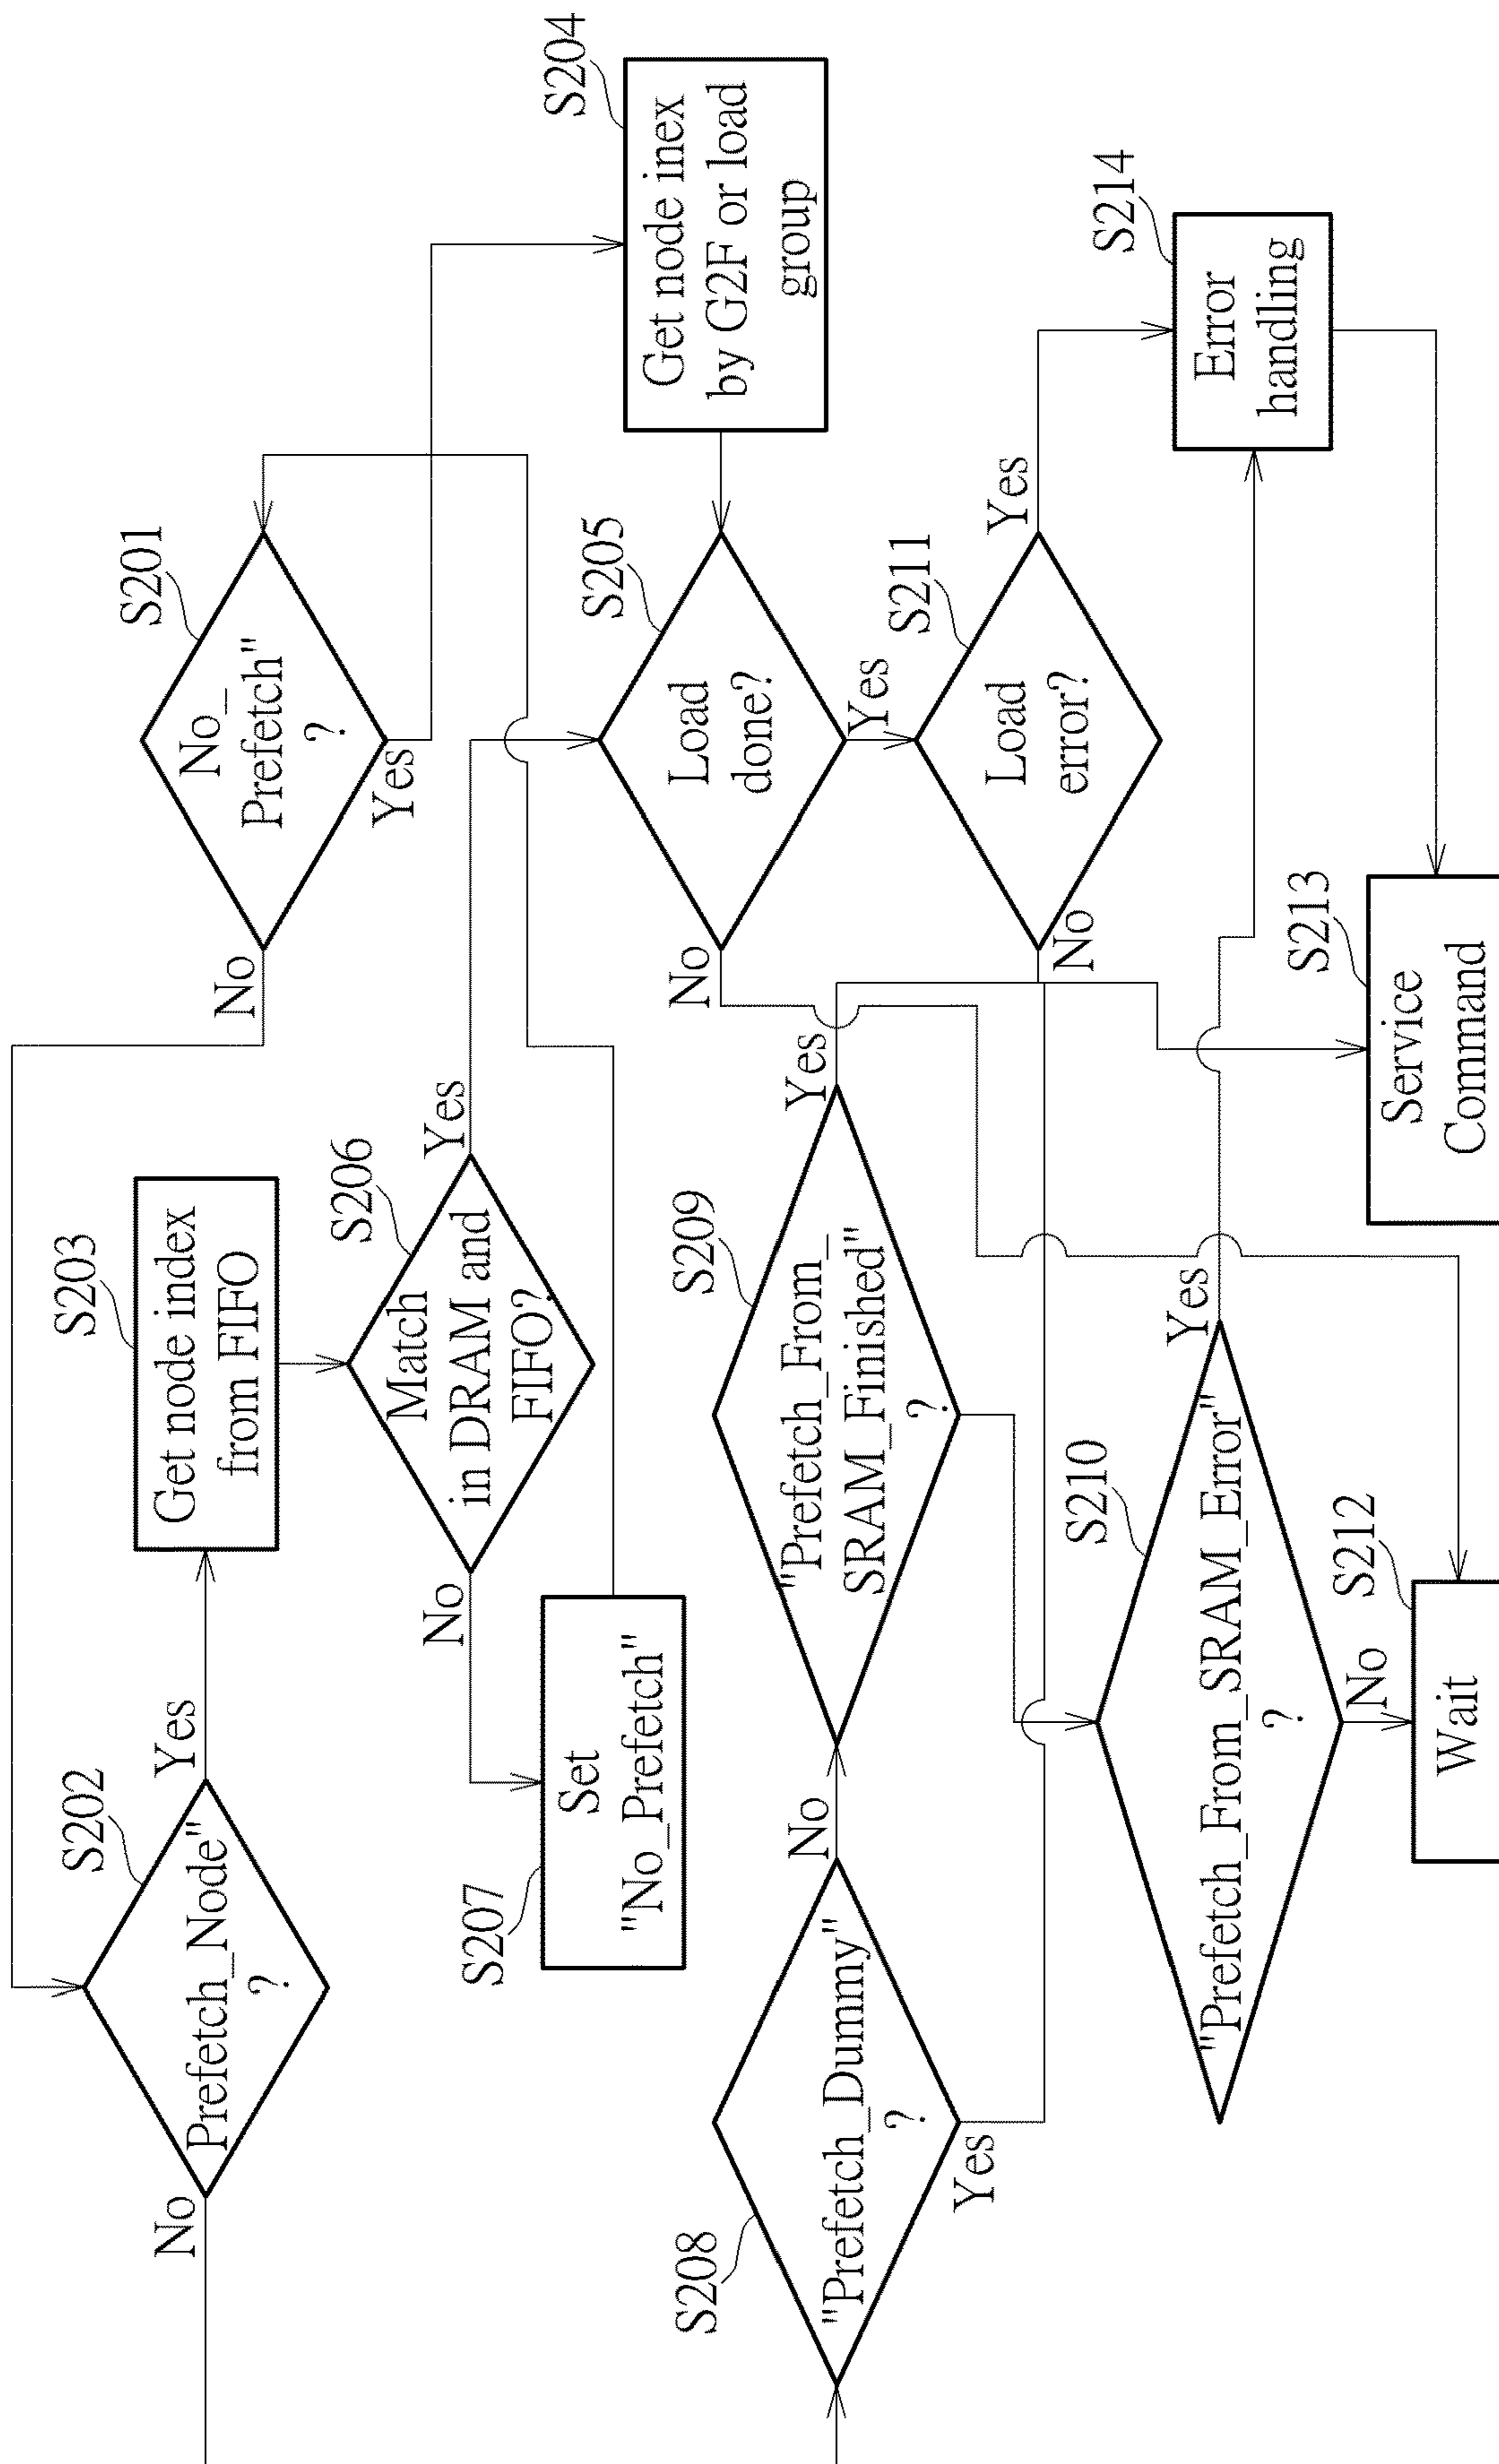 S201
No_
Prefetch"
?
No
Yes
S202
Prefetch_Node"
?
No
Yes
S203
Get node index
from FIFO
S204
Get node inex
by G2F or load
group
S206
Match
in DRAM and
FIFO?
No
Yes
S207
Set
"No_Prefetch"
S205
Load
done?
No
Yes
S208
"Prefetch_Dummy"
?
No
Yes
S209
"Prefetch_From_
SRAM_Finished"
?
Yes
S211
Load
error?
No
Yes
S210
"Prefetch_From_SRAM_Error"
?
Yes
No
S214
Error
handling
S212
Wait
S213
Service
Command